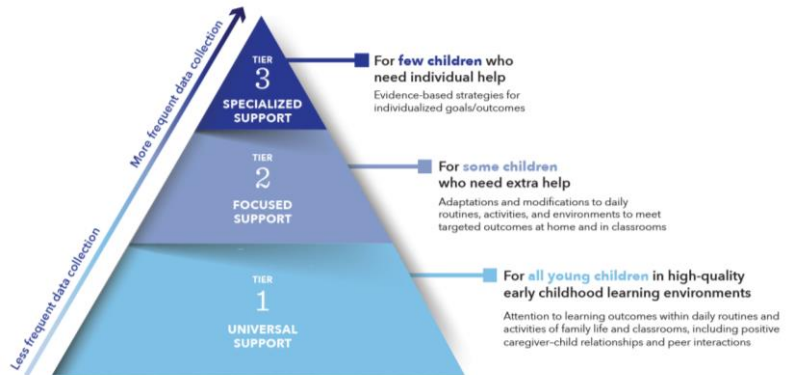 TIER
3
SPECIALIZED
SUPPORT
For few children who
need individual help
Evidence-based strategies for
individualized goals/outcomes
TIER
2
FOCUSED
SUPPORT
For some children
who need extra help
Adaptations and modifications to daily
routines, activities, and environments to meet
targeted outcomes at home and in classrooms
TIER
1
UNIVERSAL
SUPPORT
For all young children in high-quality
early childhood learning environments
Attention to learning outcomes within daily routines and
activities of family life and classrooms, including positive
caregiver–child relationships and peer interactions
More frequent data collection
Less frequent data collection